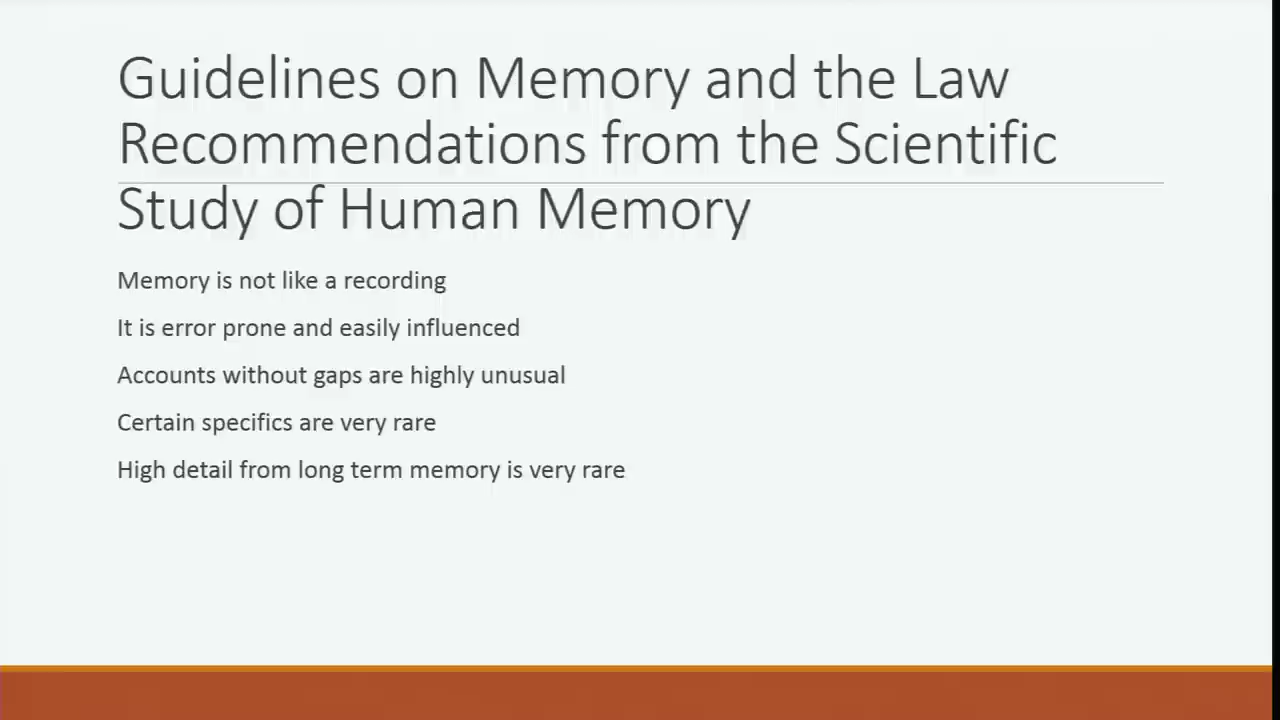 Guidelines on Memory and the Law
Recommendations from the Scientific
Study of Human Memory
Memory is not like a recording
It is error prone and easily influenced
Accounts without gaps are highly unusual
Certain specifics are very rare
High detail from long term memory is very rare